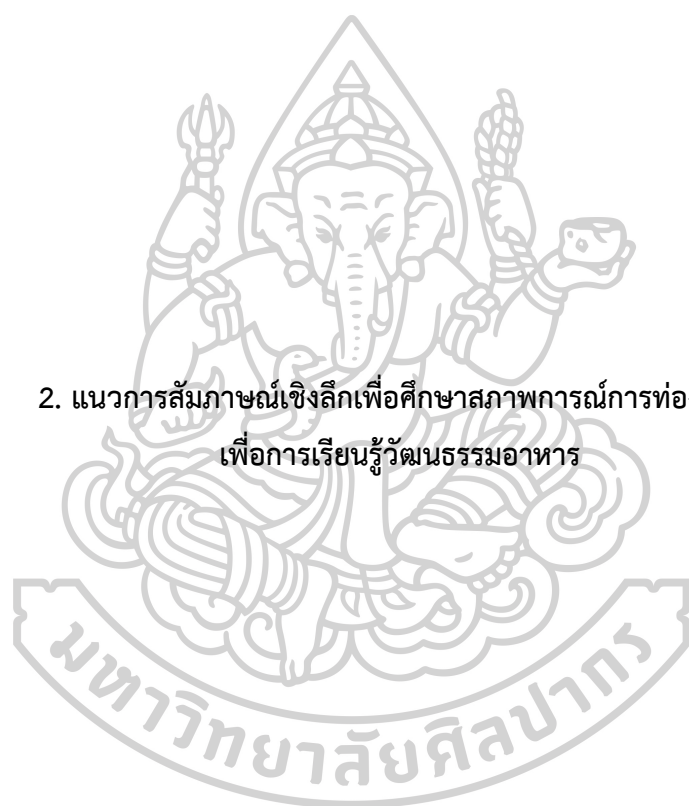 2. แนวการสัมภาษณ์เชิงลึกเพื่อศึกษาสภาพการณ์การท่อง
เพื่อการเรียนรู้วัฒนธรรมอาหาร
มหาวิทยาลัยศิลปากร